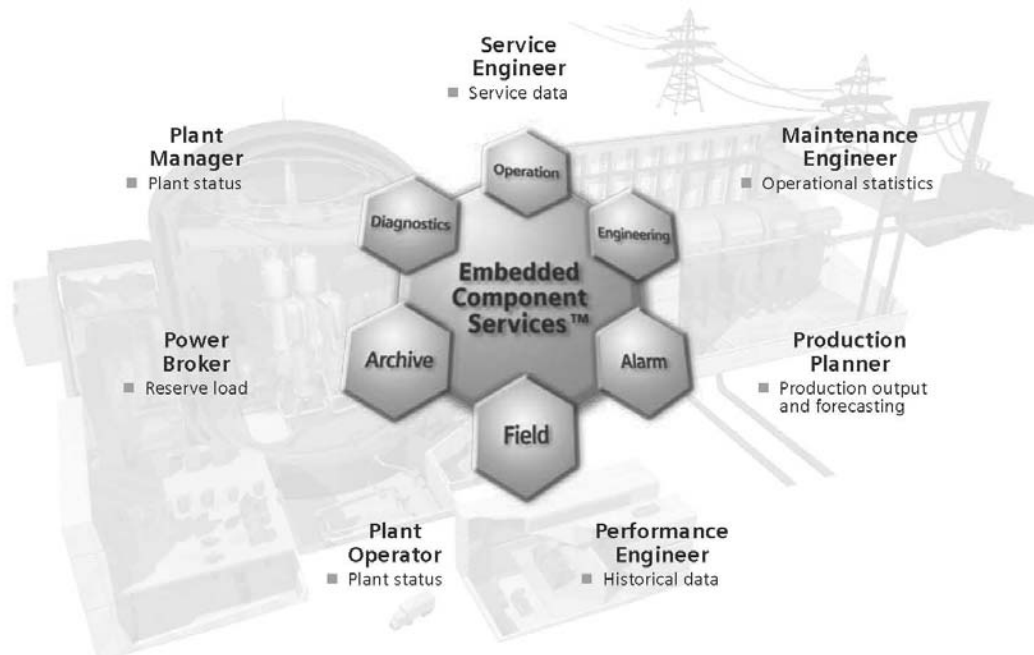 Service
Engineer
Service data
Plant
Manager
Plant status
Maintenance
Engineer
Operational statistics
Operation
Diagnostics
Engineering
Embedded
Component
Services™
Power
Broker
Reserve load
Archive
Alarm
Production
Planner
Production output
and forecasting
Field
Plant
Operator
Plant status
Performance
Engineer
Historical data